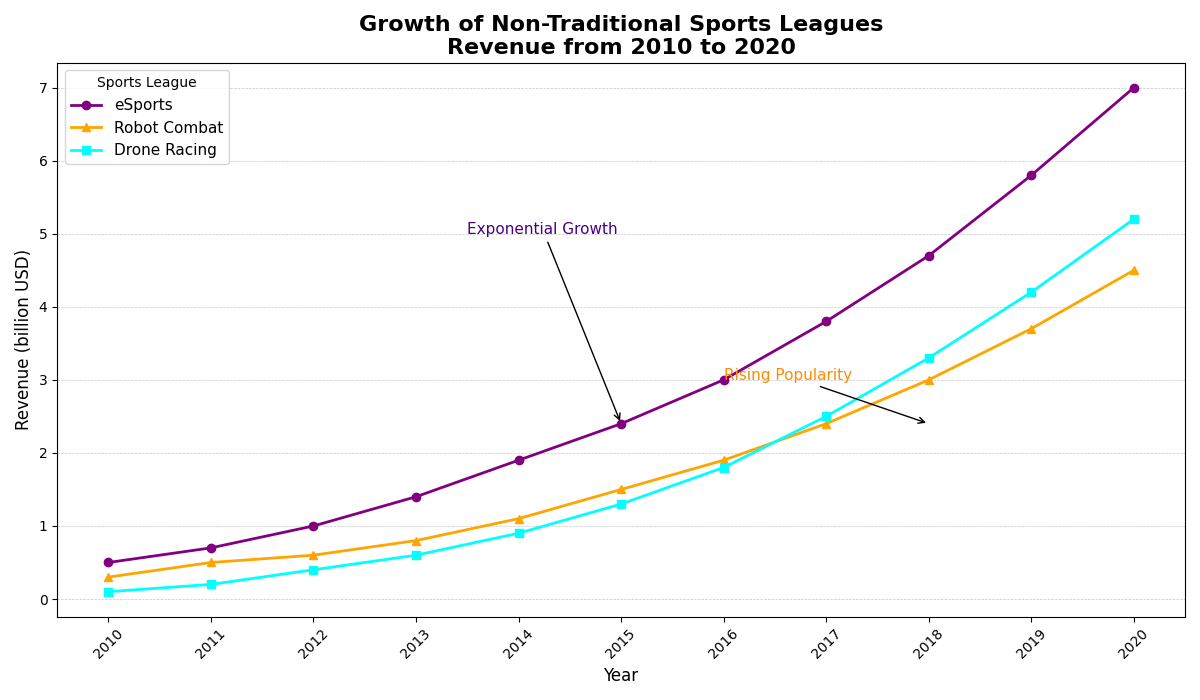 Growth of Non-Traditional Sports Leagues
Revenue from 2010 to 2020
Sports League
eSports
Robot Combat
Drone Racing
Exponential Growth
Rising Popularity
Revenue (billion USD)
7
6
5
4
3
2
1
0
2010
2011
2012
2013
2014
2015
2016
2017
2018
2019
2020
Year